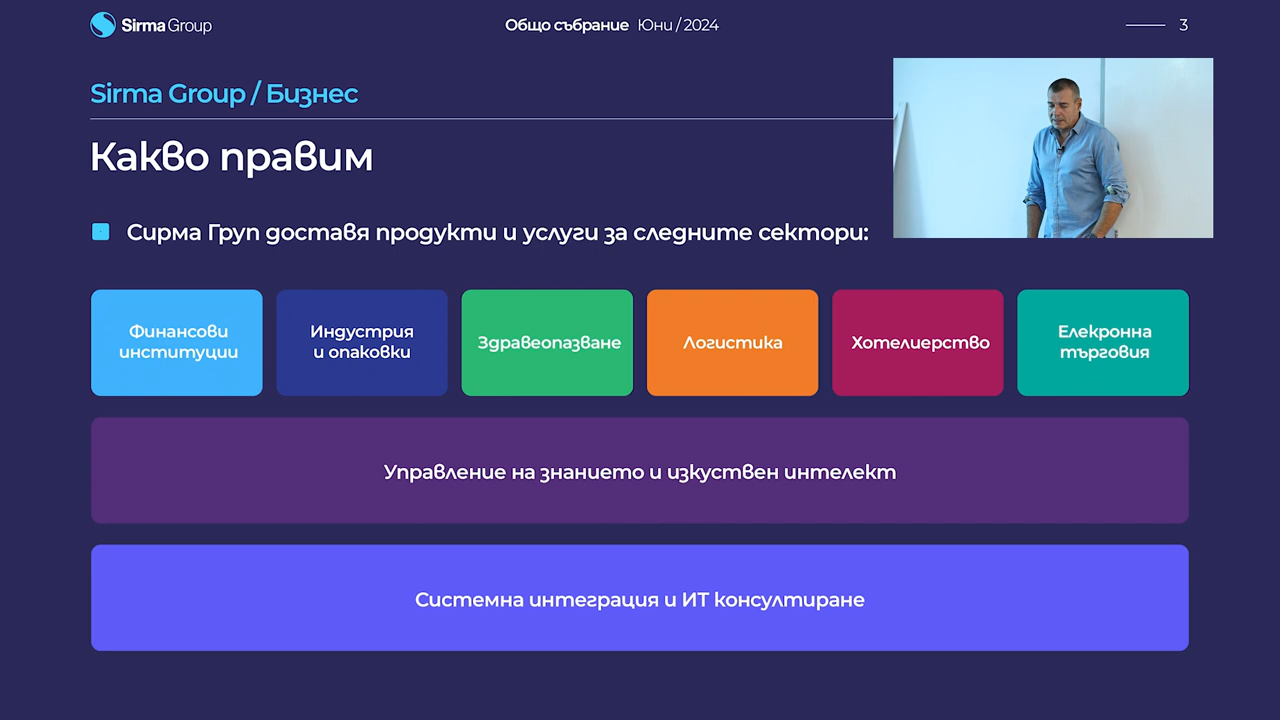 Sirma Group
Общо събрание Юни / 2024
3
Sirma Group / Бизнес
Какво правим
Сирма Груп доставя продукти и услуги за следните сектори:
Финансови
институции
Индустрия
и опаковки
Здравеопазване
Логистика
Хотелиерство
Елекронна
търговия
Управление на знанието и изкуствен интелект
Системна интеграция и ИТ консултиране